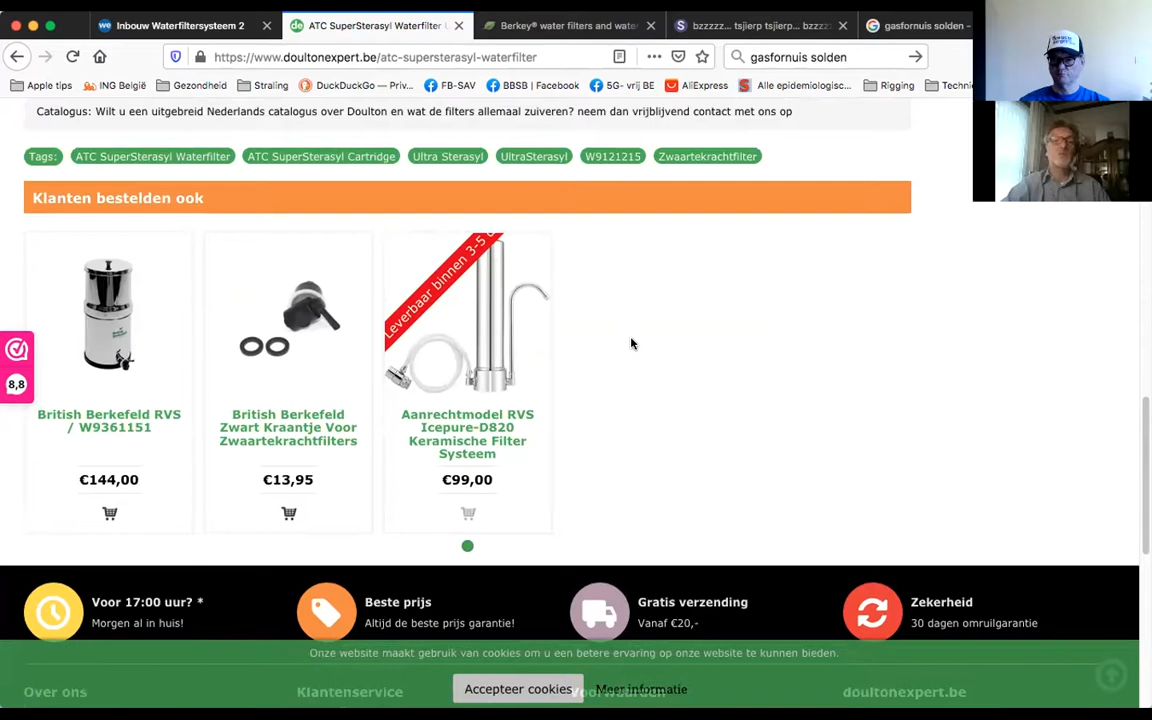 Inbouw Waterfiltersysteem 2
ATC SuperSterasyl Waterfilter
Berkey® water filters and wate
bzzzzz... tsjierp tsjierp... bzzzz
gasfornuis solden -
https://www.doultonexpert.be/atc-supersterasyl-waterfilter
gasfornuis solden
Apple tips
ING België
Gezondheid
Straling
DuckDuckGo — Priv...
FB-SAV
BBSB | Facebook
5G- vrij BE
AliExpress
Alle epidemiologisc...
Rigging
Technie
Catalogus: Wilt u een uitgebreid Nederlands catalogus over Doulton en wat de filters allemaal zuiveren? neem dan vrijblijvend contact met ons op
Tags: ATC SuperSterasyl Waterfilter ATC SuperSterasyl Cartridge Ultra Sterasyl UltraSterasyl W9121215 Zwaartekrachtfilter
Klanten bestelden ook
Leverbaar binnen 3-5
8,8
British Berkefeld RVS
/ W9361151
€144,00
British Berkefeld
Zwart Kraantje Voor
Zwaartekrachtfilters
€13,95
Aanrechtmodel RVS
Icepure-D820
Keramische Filter
Systeem
€99,00
Voor 17:00 uur? *
Morgen al in huis!
Beste prijs
Altijd de beste prijs garantie!
Gratis verzending
Vanaf €20,-
Zekerheid
30 dagen omruilgarantie
Onze website maakt gebruik van cookies om u een betere ervaring op onze website te kunnen bieden.
Accepteer cookies
Meer informatie
Over ons
Klantenservice
Voorwaarden
doultonexpert.be